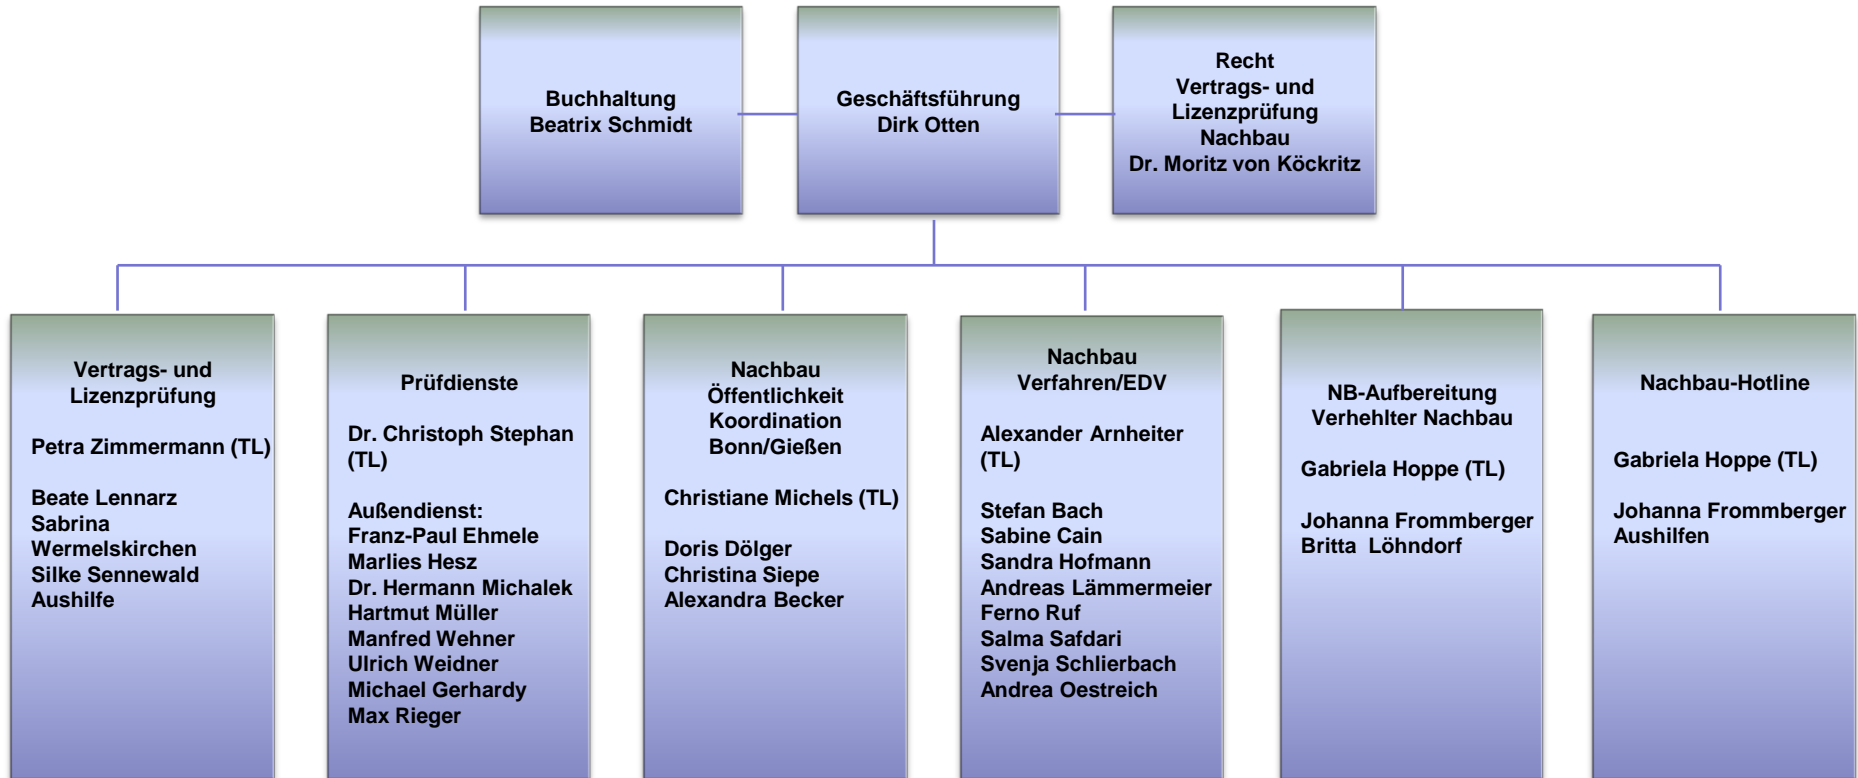 Buchhaltung
Beatrix Schmidt
Geschäftsführung
Dirk Otten
Recht
Vertrags- und
Lizenzprüfung
Nachbau
Dr. Moritz von Köckritz
Vertrags- und
Lizenzprüfung
Petra Zimmermann (TL)
Beate Lennarz
Sabrina
Wermelskirchen
Silke Sennewald
Aushilfe
Prüfdienste
Dr. Christoph Stephan
(TL)
Außendienst:
Franz-Paul Ehmele
Marlies Hesz
Dr. Hermann Michalek
Hartmut Müller
Manfred Wehner
Ulrich Weidner
Michael Gerhardy
Max Rieger
Nachbau
Öffentlichkeit
Koordination
Bonn/Gießen
Christiane Michels (TL)
Doris Dölger
Christina Siepe
Alexandra Becker
Nachbau
Verfahren/EDV
Alexander Arnheiter
(TL)
Stefan Bach
Sabine Cain
Sandra Hofmann
Andreas Lämmermeier
Ferno Ruf
Salma Safdari
Svenja Schlierbach
Andrea Oestreich
NB-Aufbereitung
Verhehlter Nachbau
Gabriela Hoppe (TL)
Johanna Frommberger
Britta Löhndorf
Nachbau-Hotline
Gabriela Hoppe (TL)
Johanna Frommberger
Aushilfen